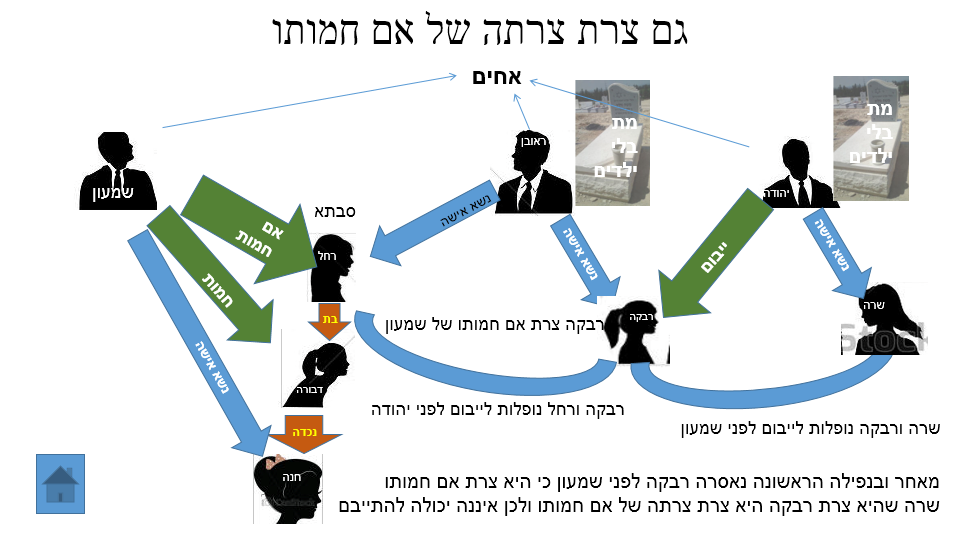 גם צרת צרתה של אם חמותו
אחים
מת
בלי
ילדים
מת
בלי
ילדים
ראובן
יהודה
שמעון
סבתא
נשא אישה
נשא אישה
נשא אישה
ייבום
אם
חמות
חמות
נשא אישה
רחל
בת
דבורה
נכדה
חנה
רבקה
שרה
רבקה צרת אם חמותו של שמעון
רבקה ורחל נופלות לייבום לפני יהודה
שרה ורבקה נופלות לייבום לפני שמעון
מאחר ובנפילה הראשונה נאסרה רבקה לפני שמעון כי היא צרת אם חמותו
שרה שהיא צרת רבקה היא צרת צרתה של אם חמותו ולכן איננה יכולה להתייבם